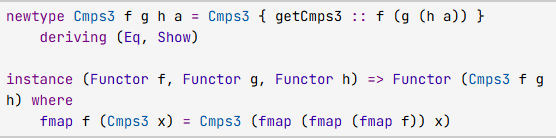 newtype Cmps3 f g h a = Cmps3 { getCmps3 :: f (g (h a)) }
    deriving (Eq, Show)

instance (Functor f, Functor g, Functor h) => Functor (Cmps3 f g
h) where
    fmap f (Cmps3 x) = Cmps3 (fmap (fmap (fmap f)) x)